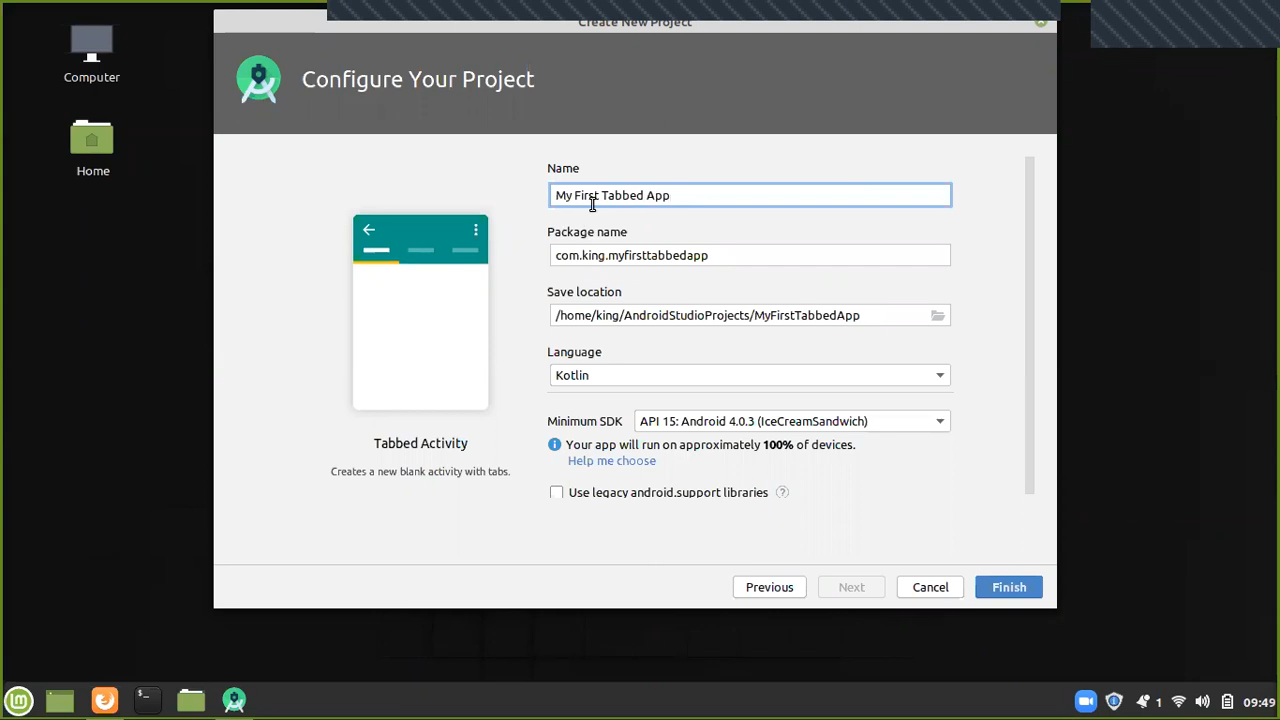 Create New Project
Computer
Home
Configure Your Project
Name
My First Tabbed App
Package name
com.king.myfirsttabbedapp
Save location
/home/king/AndroidStudioProjects/MyFirstTabbedApp
Language
Kotlin
Minimum SDK
API 15: Android 4.0.3 (IceCreamSandwich)
Your app will run on approximately 100% of devices.
Help me choose
Use legacy android.support libraries ?
Tabbed Activity
Creates a new blank activity with tabs.
Previous
Next
Cancel
Finish
1
09:49